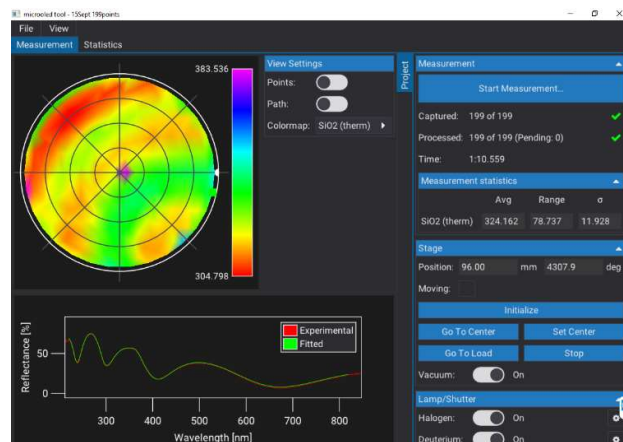 microoled tool - 15Sept 199points
File View
Measurement Statistics
383.536
304.798
View Settings
Points:
Path:
Colormap: SiO2 (therm)
Reflectance [%]
50
0
Experimental
Fitted
300 400 500 600 700 800
Wavelength [nm]
Project
Measurement
Start Measurement...
Captured: 199 of 199
Processed: 199 of 199 (Pending: 0)
Time: 1:10.559
Measurement statistics
Avg Range σ
SiO2 (therm) 324.162 78.737 11.928
Stage
Position: 96.00 mm 4307.9 deg
Moving:
Initialize
Go To Center Set Center
Go To Load Stop
Vacuum: On
Lamp/Shutter
Halogen: On
Deuterium: On